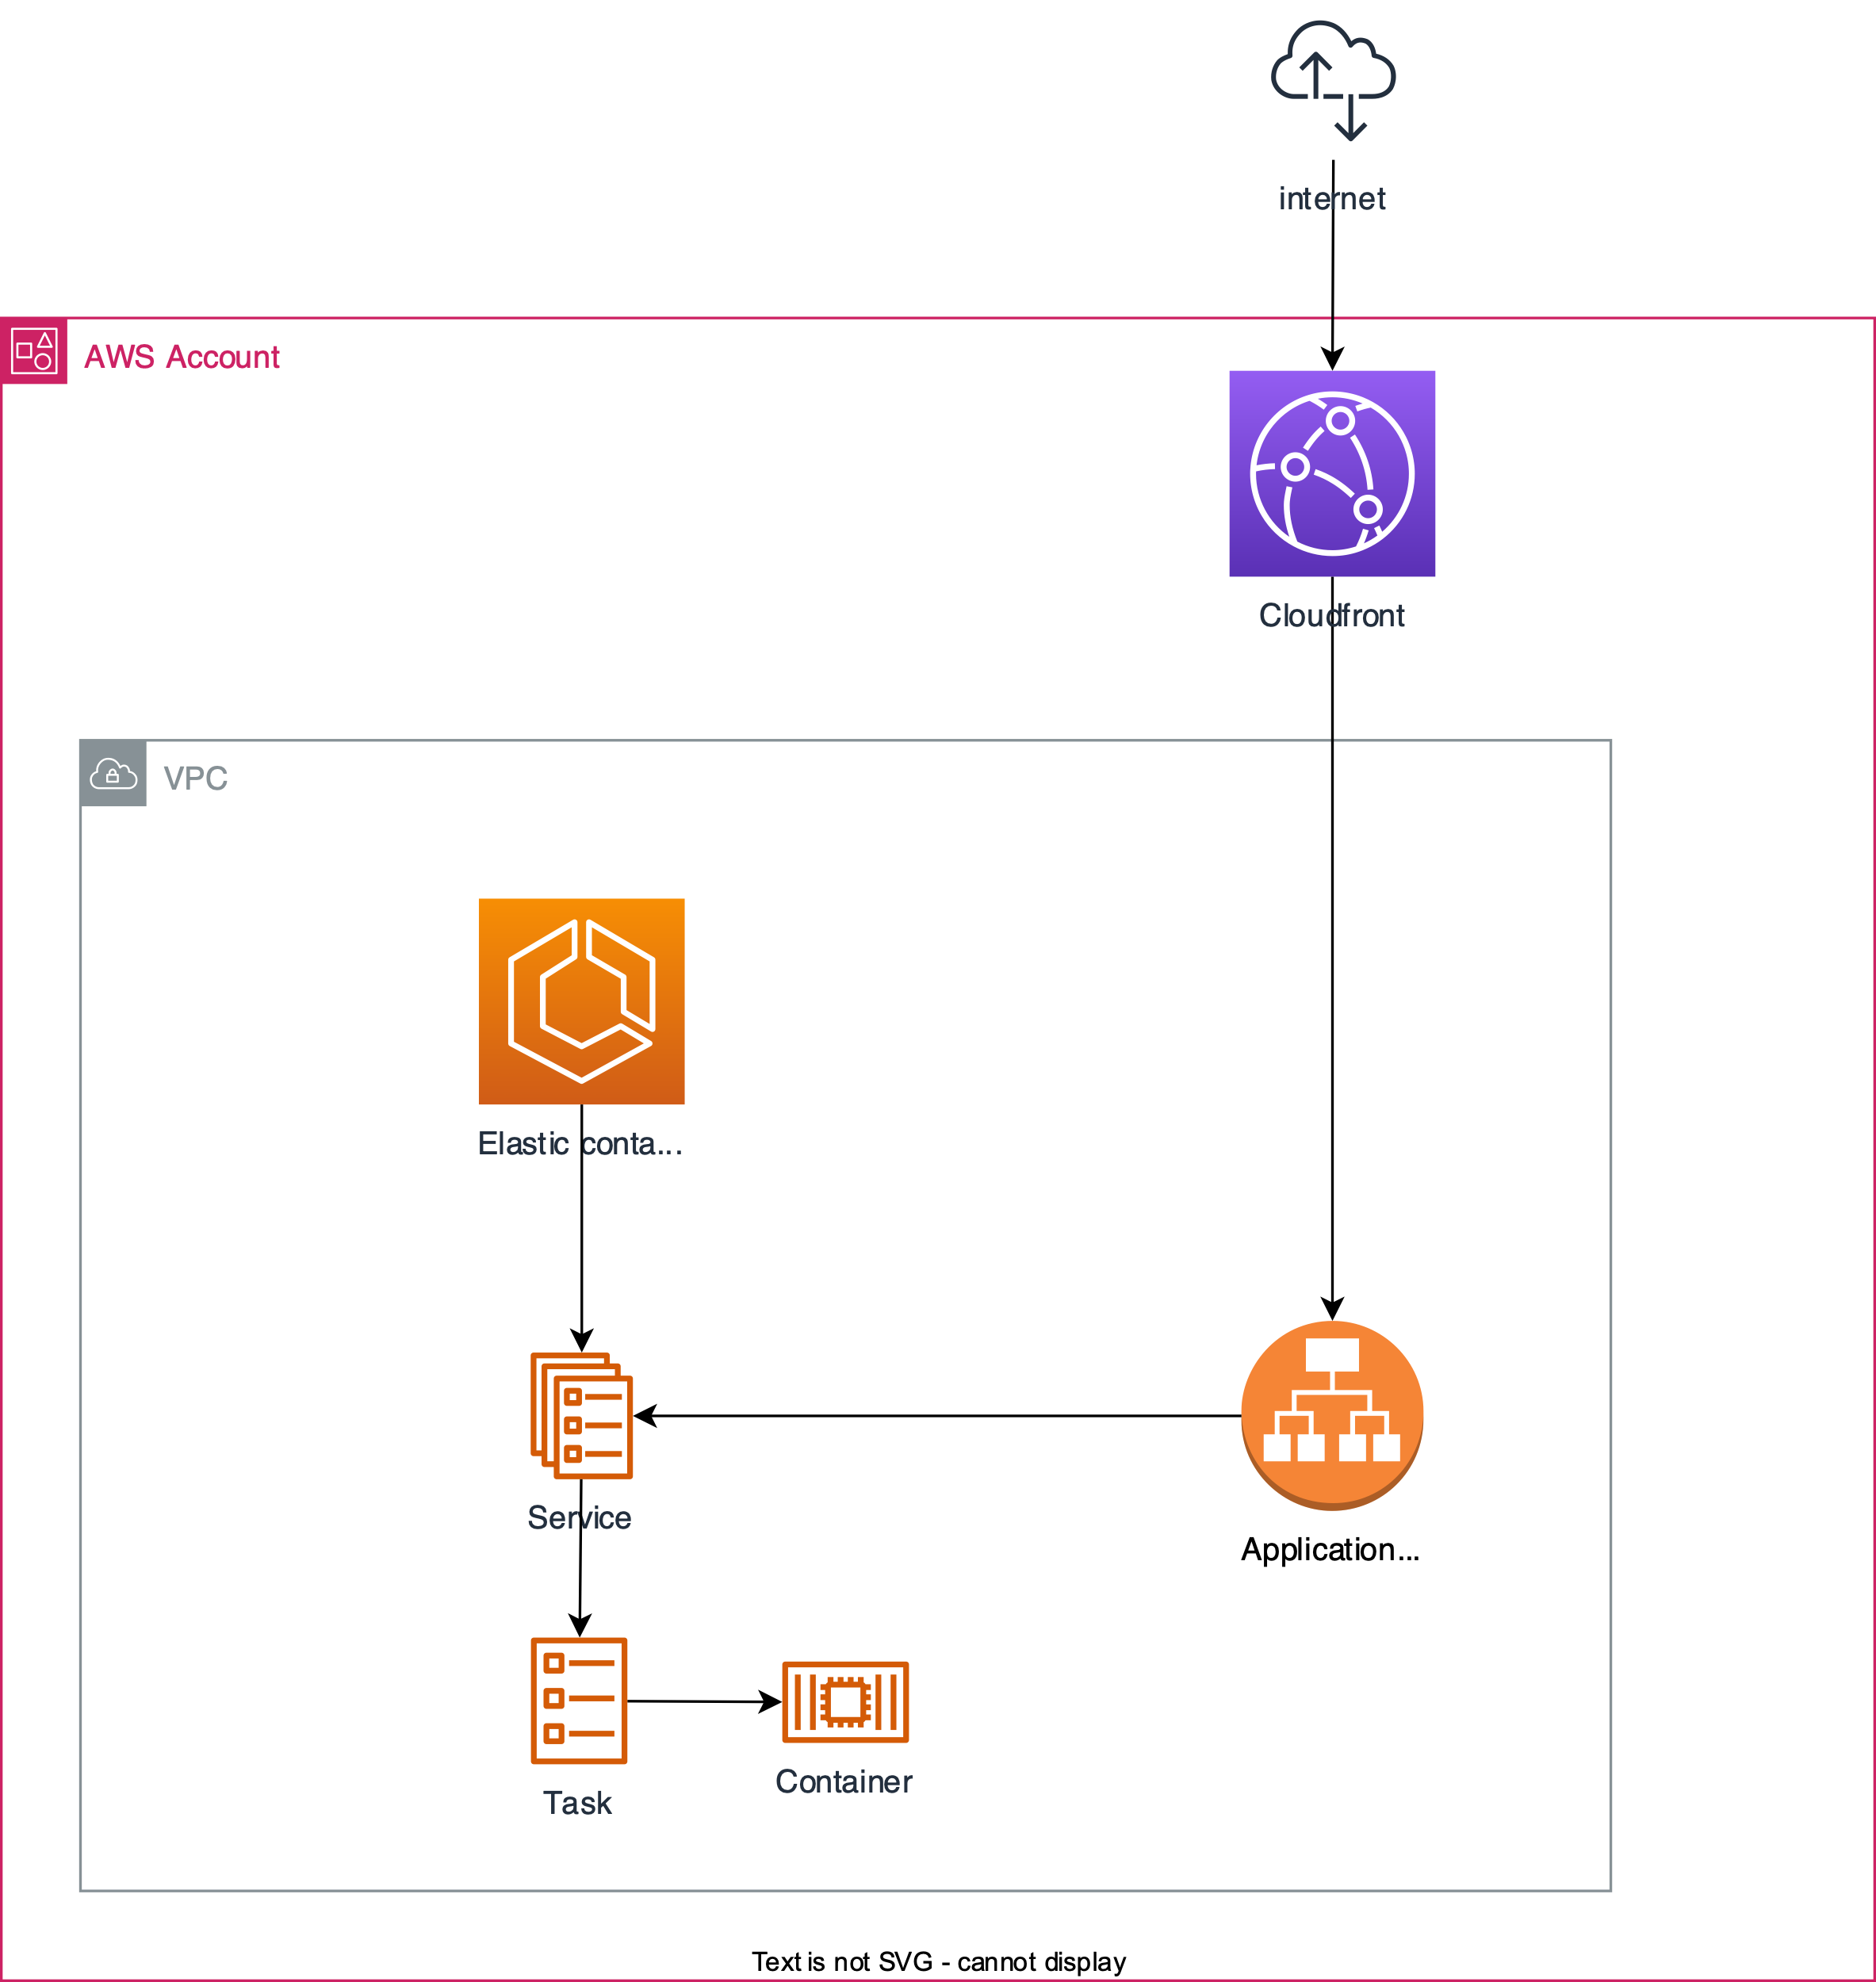 internet
AWS Account
Cloudfront
VPC
Elastic conta...
Service
Application...
Task
Container
Text is not SVG - cannot display